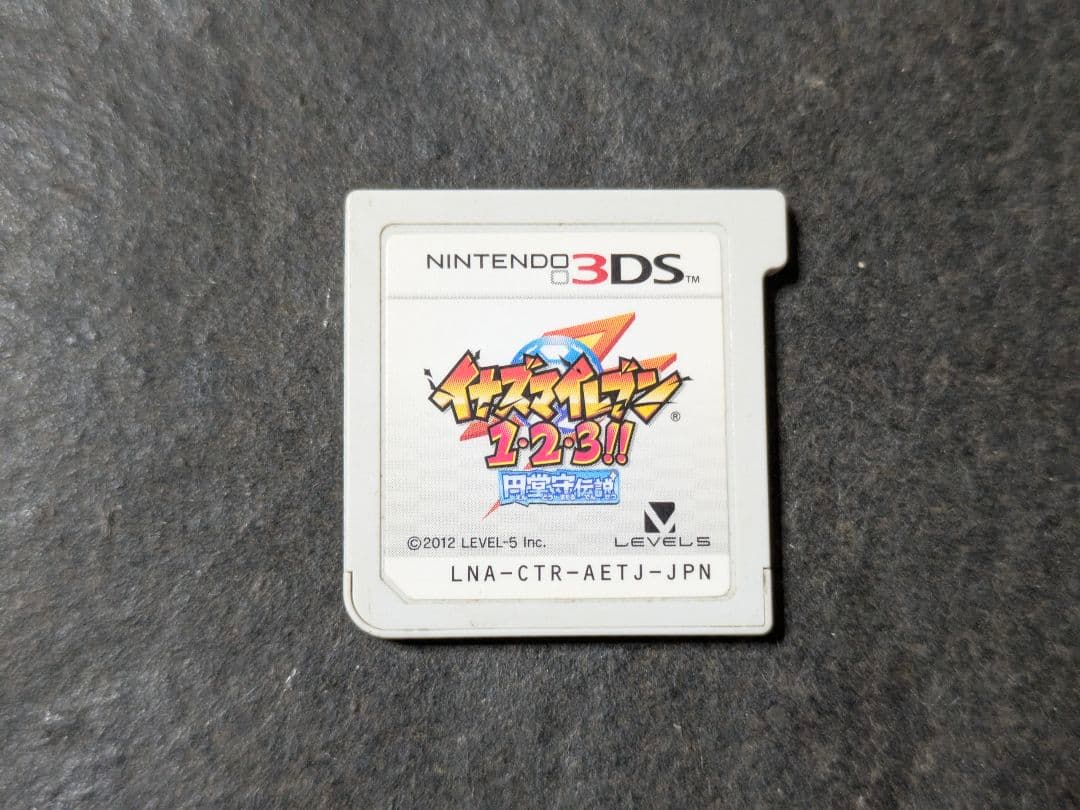 NINTENDO 3DS™
イナズマイレブン®
1・2・3!!
円堂守伝説
©2012 LEVEL-5 Inc.
LEVEL5
LNA-CTR-AETJ-JPN